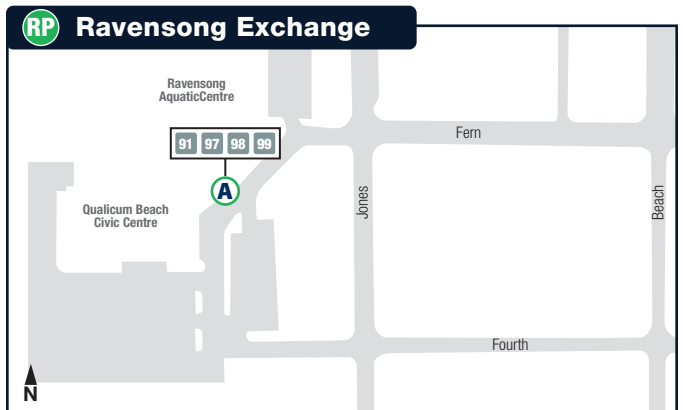 RP Ravensong Exchange
Ravensong
AquaticCentre
91 97 98 99
Fern
A
Qualicum Beach
Civic Centre
Jones
Beach
Fourth
N